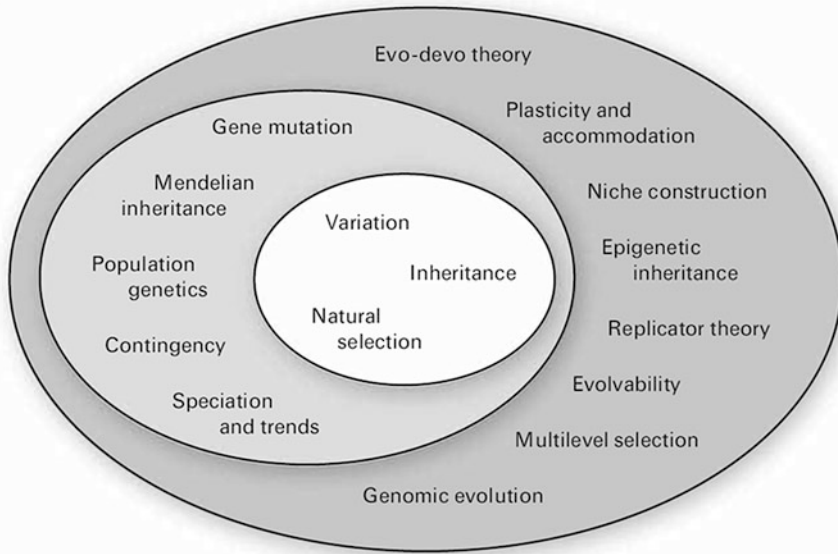 Evo-devo theory
Plasticity and
accommodation
Gene mutation
Mendelian
inheritance
Niche construction
Variation
Population
genetics
Inheritance
Epigenetic
inheritance
Natural
selection
Contingency
Replicator theory
Speciation
and trends
Evolvability
Multilevel selection
Genomic evolution